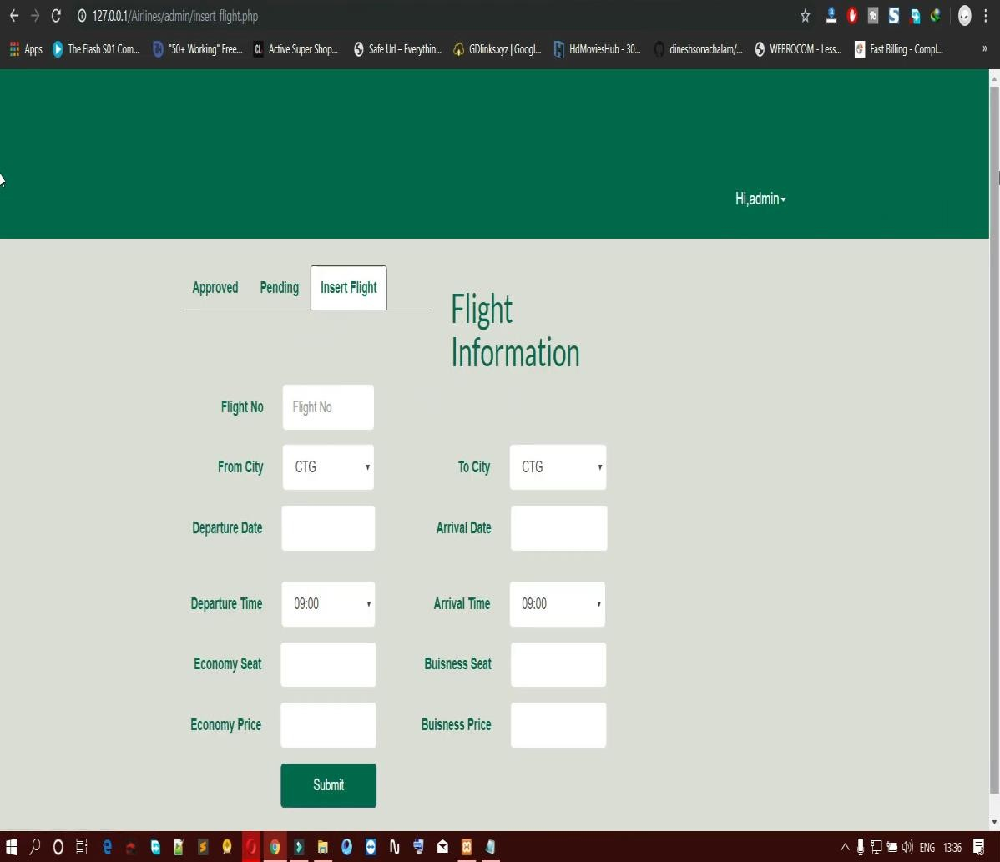 127.0.0.1/Airlines/admin/insert_flight.php
Apps The Flash S01 Com... "50+ Working" Free... CL Active Super Shop... Safe Url – Everythin... GDlinks.xyz | Googl... HdMoviesHub - 30... dineshsonachalam/... WEBROCOM - Less... Fast Billing - Compl... »
Hi,admin
Approved Pending Insert Flight
Flight
Information
Flight No Flight No
From City CTG To City CTG
Departure Date Arrival Date
Departure Time 09:00 Arrival Time 09:00
Economy Seat Buisness Seat
Economy Price Buisness Price
Submit
ENG 13:36